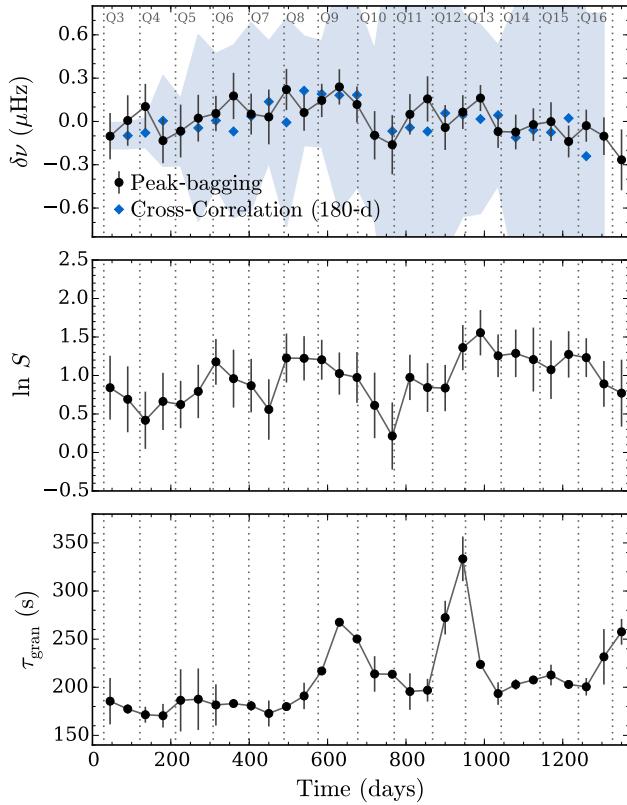 Q3 Q4 Q5 Q6 Q7 Q8 Q9 Q10 Q11 Q12 Q13 Q14 Q15 Q16
0.6
0.3
0.0
−0.3
−0.6
δν (μHz)
Peak-bagging
Cross-Correlation (180-d)
2.5
2.0
1.5
1.0
0.5
0.0
−0.5
ln S
350
300
250
200
150
τgran (s)
0 200 400 600 800 1000 1200
Time (days)